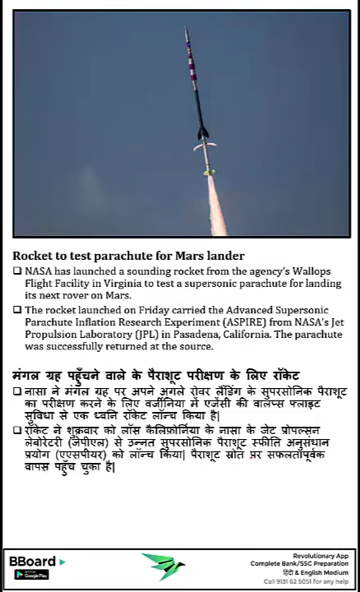 Rocket to test parachute for Mars lander
❑ NASA has launched a sounding rocket from the agency's Wallops
Flight Facility in Virginia to test a supersonic parachute for landing
its next rover on Mars.
❑ The rocket launched on Friday carried the Advanced Supersonic
Parachute Inflation Research Experiment (ASPIRE) from NASA's Jet
Propulsion Laboratory (JPL) in Pasadena, California. The parachute
was successfully returned at the source.
मंगल ग्रह पहुँचने वाले के पैराशूट परीक्षण के लिए रॉकेट
❑ नासा ने मंगल ग्रह पर अपने अगले रोवर लैंडिंग के सुपरसोनिक पैराशूट
का परीक्षण करने के लिए वर्जीनिया में एजेंसी की वालॅप्स फ्लाइट
सुविधा से एक ध्वनि रॉकेट लॉन्च किया है|
❑ रॉकेट ने शुक्रवार को लॉस कैलिफ़ोर्निया के नासा के जेट प्रोपल्सन
लेबोरेटरी (जेपीएल) से उन्नत सुपरसोनिक पैराशूट स्फीति अनुसंधान
प्रयोग (एएसपीयर) को लॉन्च किया| पैराशूट स्रोत पर सफलतापूर्वक
वापस पहुँच चुका है|
BBoard
Google Play
Revolutionary App
Complete Bank/SSC Preparation
हिंदी & English Medium
Call 9131 62 5051 for any help